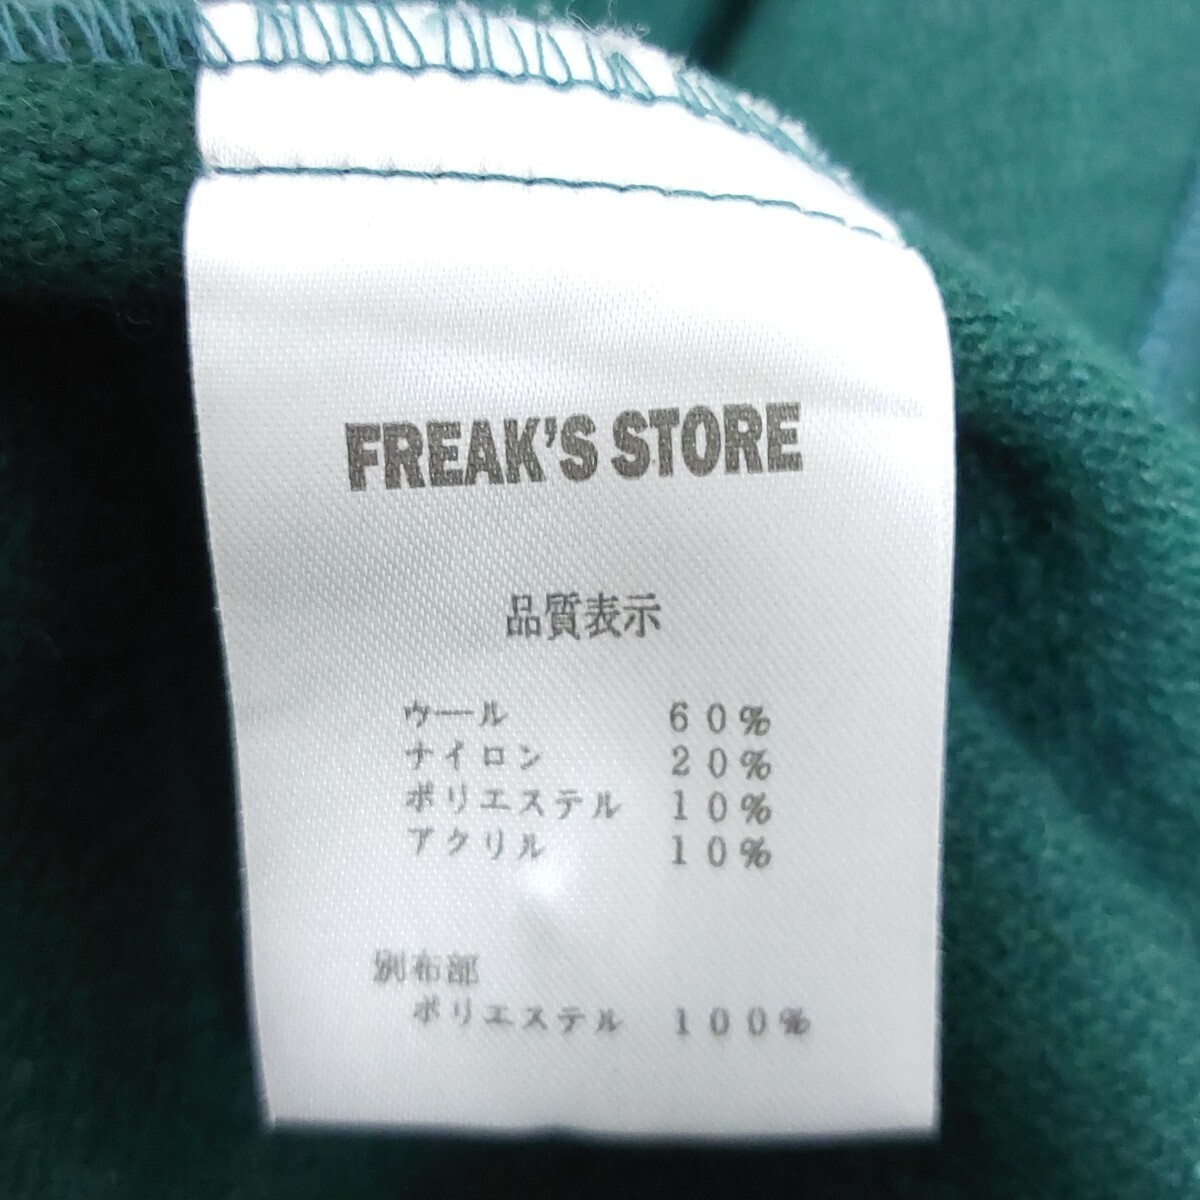 FREAK'S STORE
品質表示
ウール 60%
ナイロン 20%
ポリエステル 10%
アクリル 10%
別布部
ポリエステル 100%